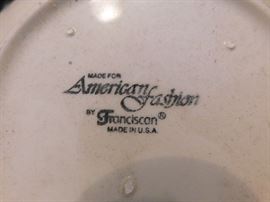 MADE FOR
American Fashion
BY Franciscan®
MADE IN U.S.A.